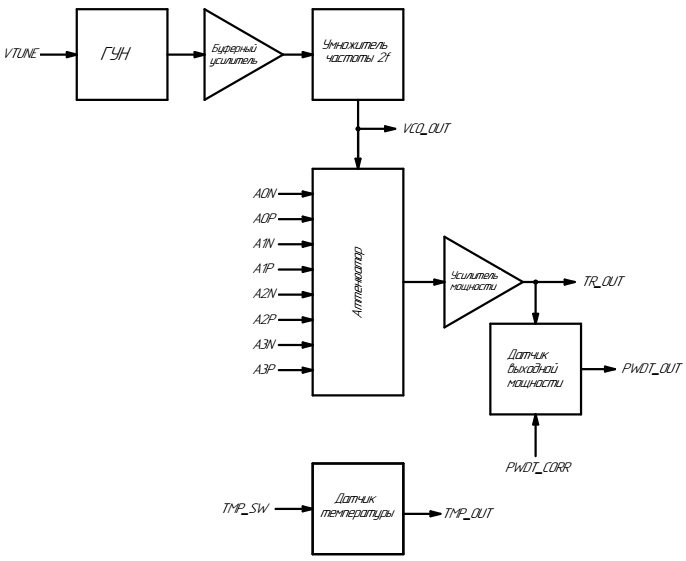 VTUNE
ГУН
Буферный
усилитель
Умножитель
частоты 2f
VCO_OUT
A0N
A0P
A1N
A1P
A2N
A2P
A3N
A3P
Аттенюатор
Усилитель
мощности
TR_OUT
Датчик
выходной
мощности
PWDT_OUT
PWDT_CORR
TMP_SW
Датчик
температуры
TMP_OUT